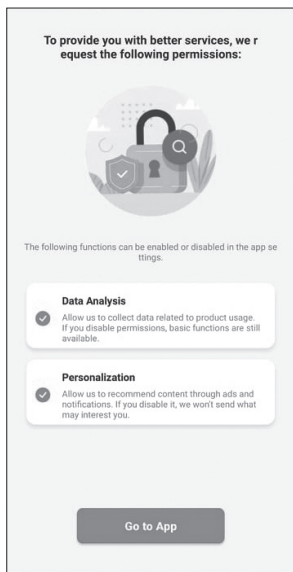 To provide you with better services, we r
equest the following permissions:
The following functions can be enabled or disabled in the app se
ttings.
Data Analysis
Allow us to collect data related to product usage.
If you disable permissions, basic functions are still
available.
Personalization
Allow us to recommend content through ads and
notifications. If you disable it, we won't send what
may interest you.
Go to App